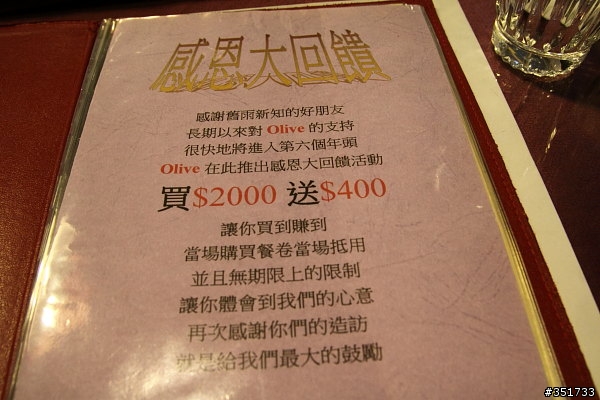 感恩大回饋
感謝舊雨新知的好朋友
長期以來對 Olive 的支持
很快地將進入第六個年頭
Olive 在此推出感恩大回饋活動
買$2000 送$400
讓你買到賺到
當場購買餐卷當場抵用
並且無期限上的限制
讓你體會到我們的心意
再次感謝你們的造訪
就是給我們最大的鼓勵
#351733